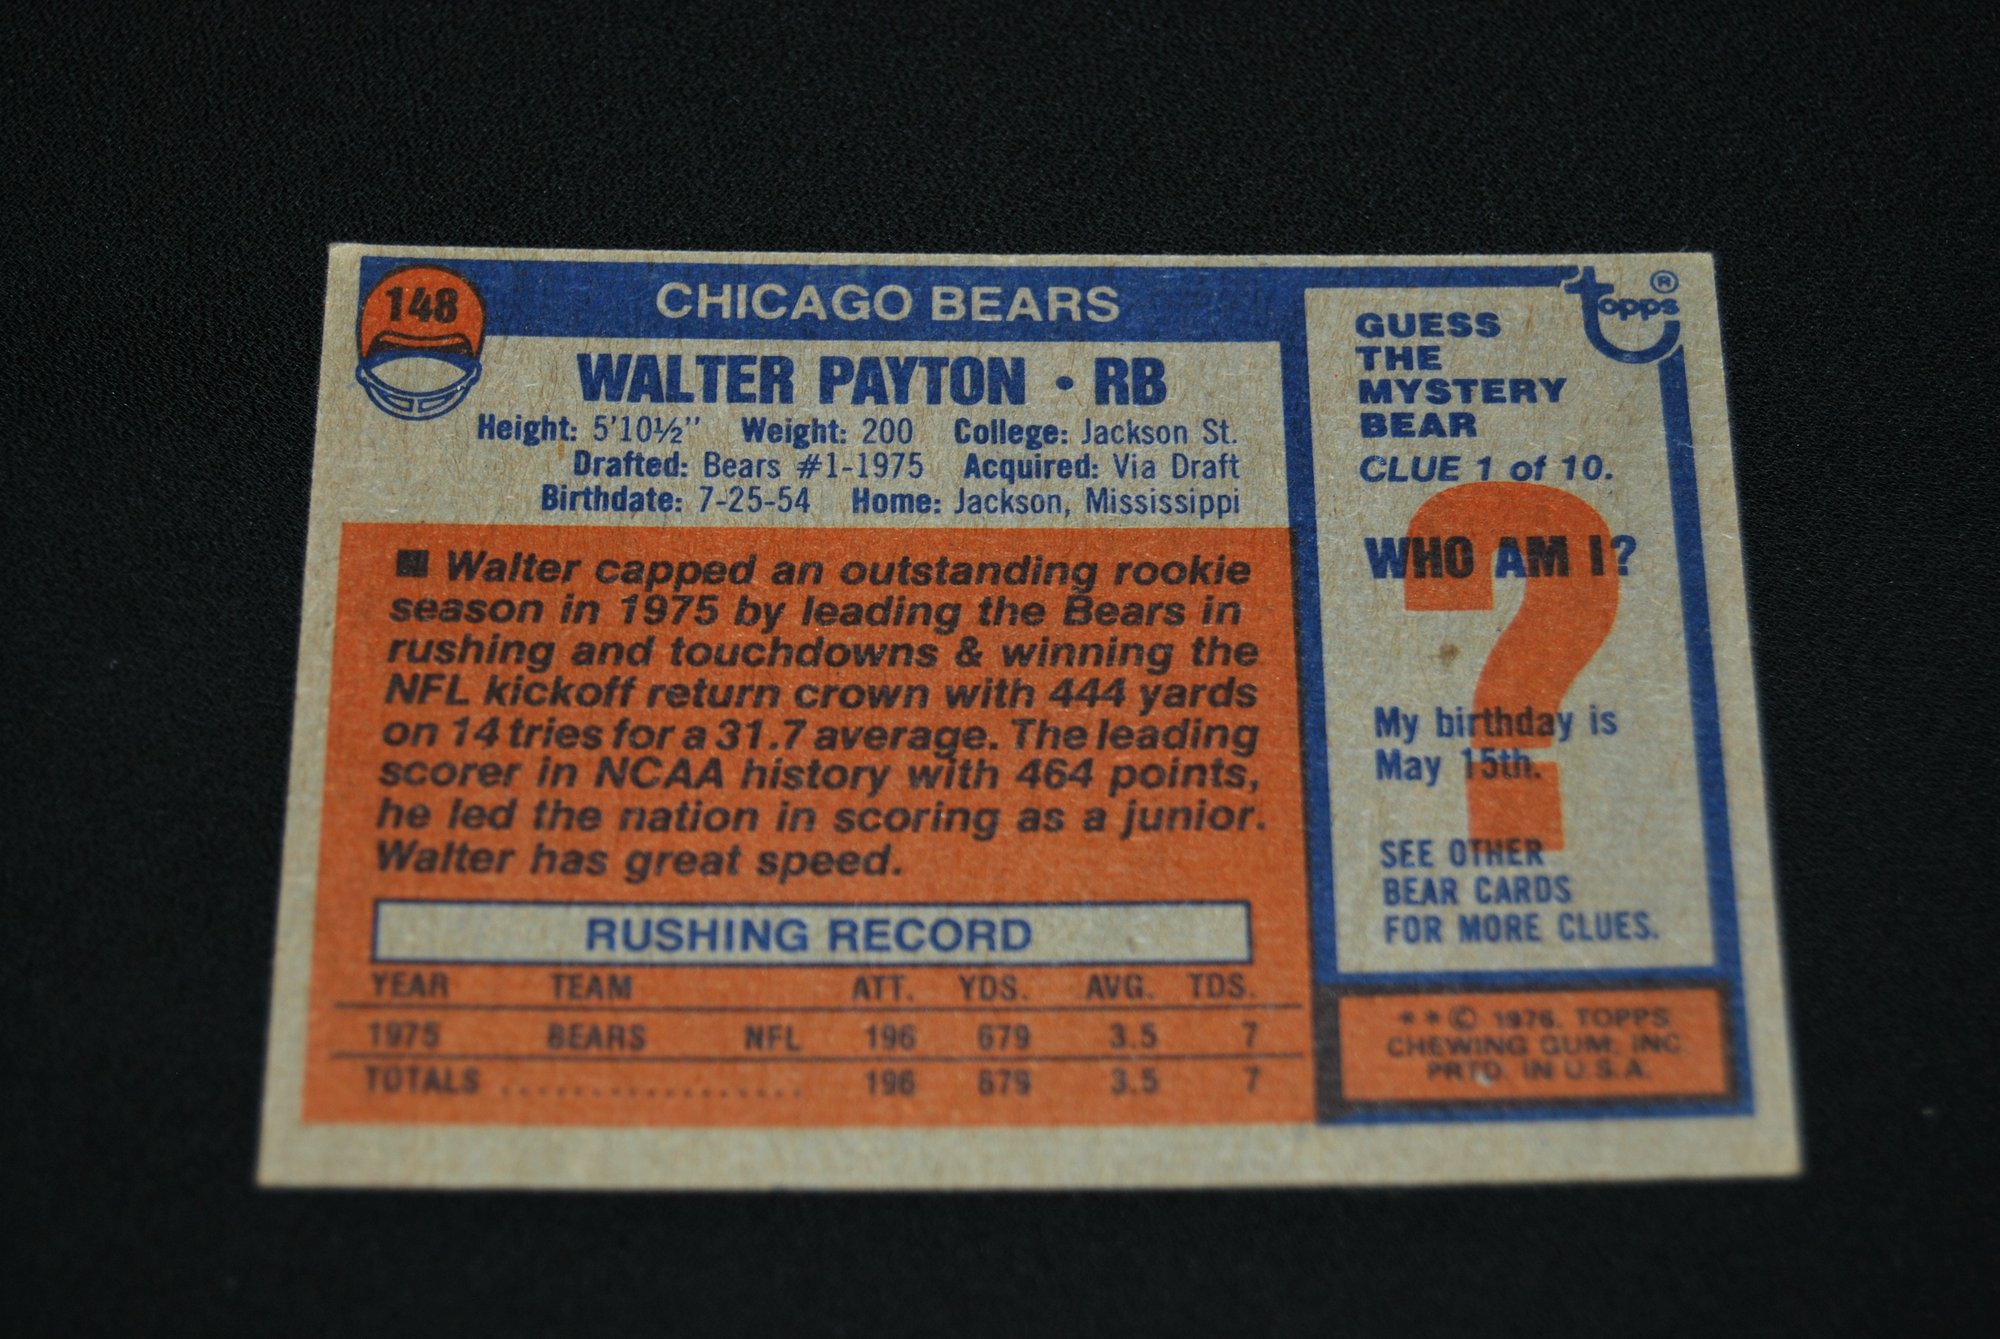 148
CHICAGO BEARS
WALTER PAYTON • RB
Height: 5'10½" Weight: 200 College: Jackson St.
Drafted: Bears #1-1975 Acquired: Via Draft
Birthdate: 7-25-54 Home: Jackson, Mississippi
■ Walter capped an outstanding rookie
season in 1975 by leading the Bears in
rushing and touchdowns & winning the
NFL kickoff return crown with 444 yards
on 14 tries for a 31.7 average. The leading
scorer in NCAA history with 464 points,
he led the nation in scoring as a junior.
Walter has great speed.
RUSHING RECORD
YEAR TEAM ATT. YDS. AVG. TDS.
1975 BEARS NFL 196 679 3.5 7
TOTALS .................. 196 679 3.5 7
topps®
GUESS
THE
MYSTERY
BEAR
CLUE 1 of 10.
?
WHO AM I?
My birthday is
May 15th.
SEE OTHER
BEAR CARDS
FOR MORE CLUES.
* * © 1976. TOPPS
CHEWING GUM, INC.
PRTD. IN U.S.A.